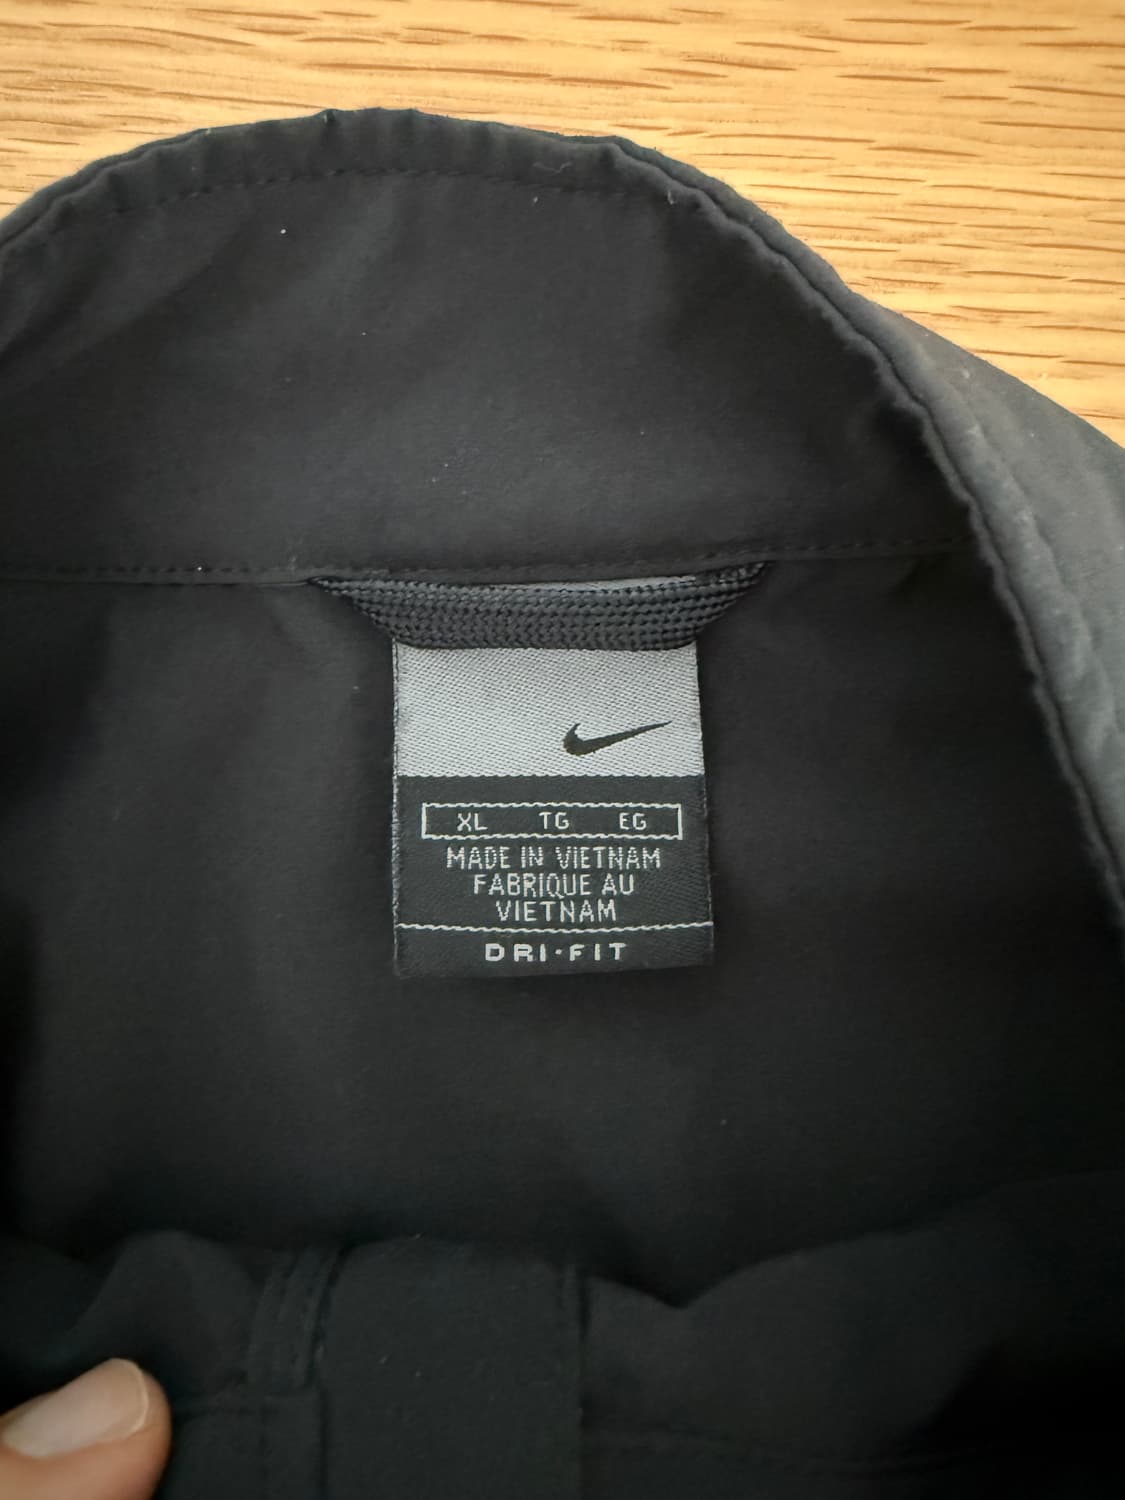 XL TG EG
MADE IN VIETNAM
FABRIQUE AU
VIETNAM
DRI·FIT